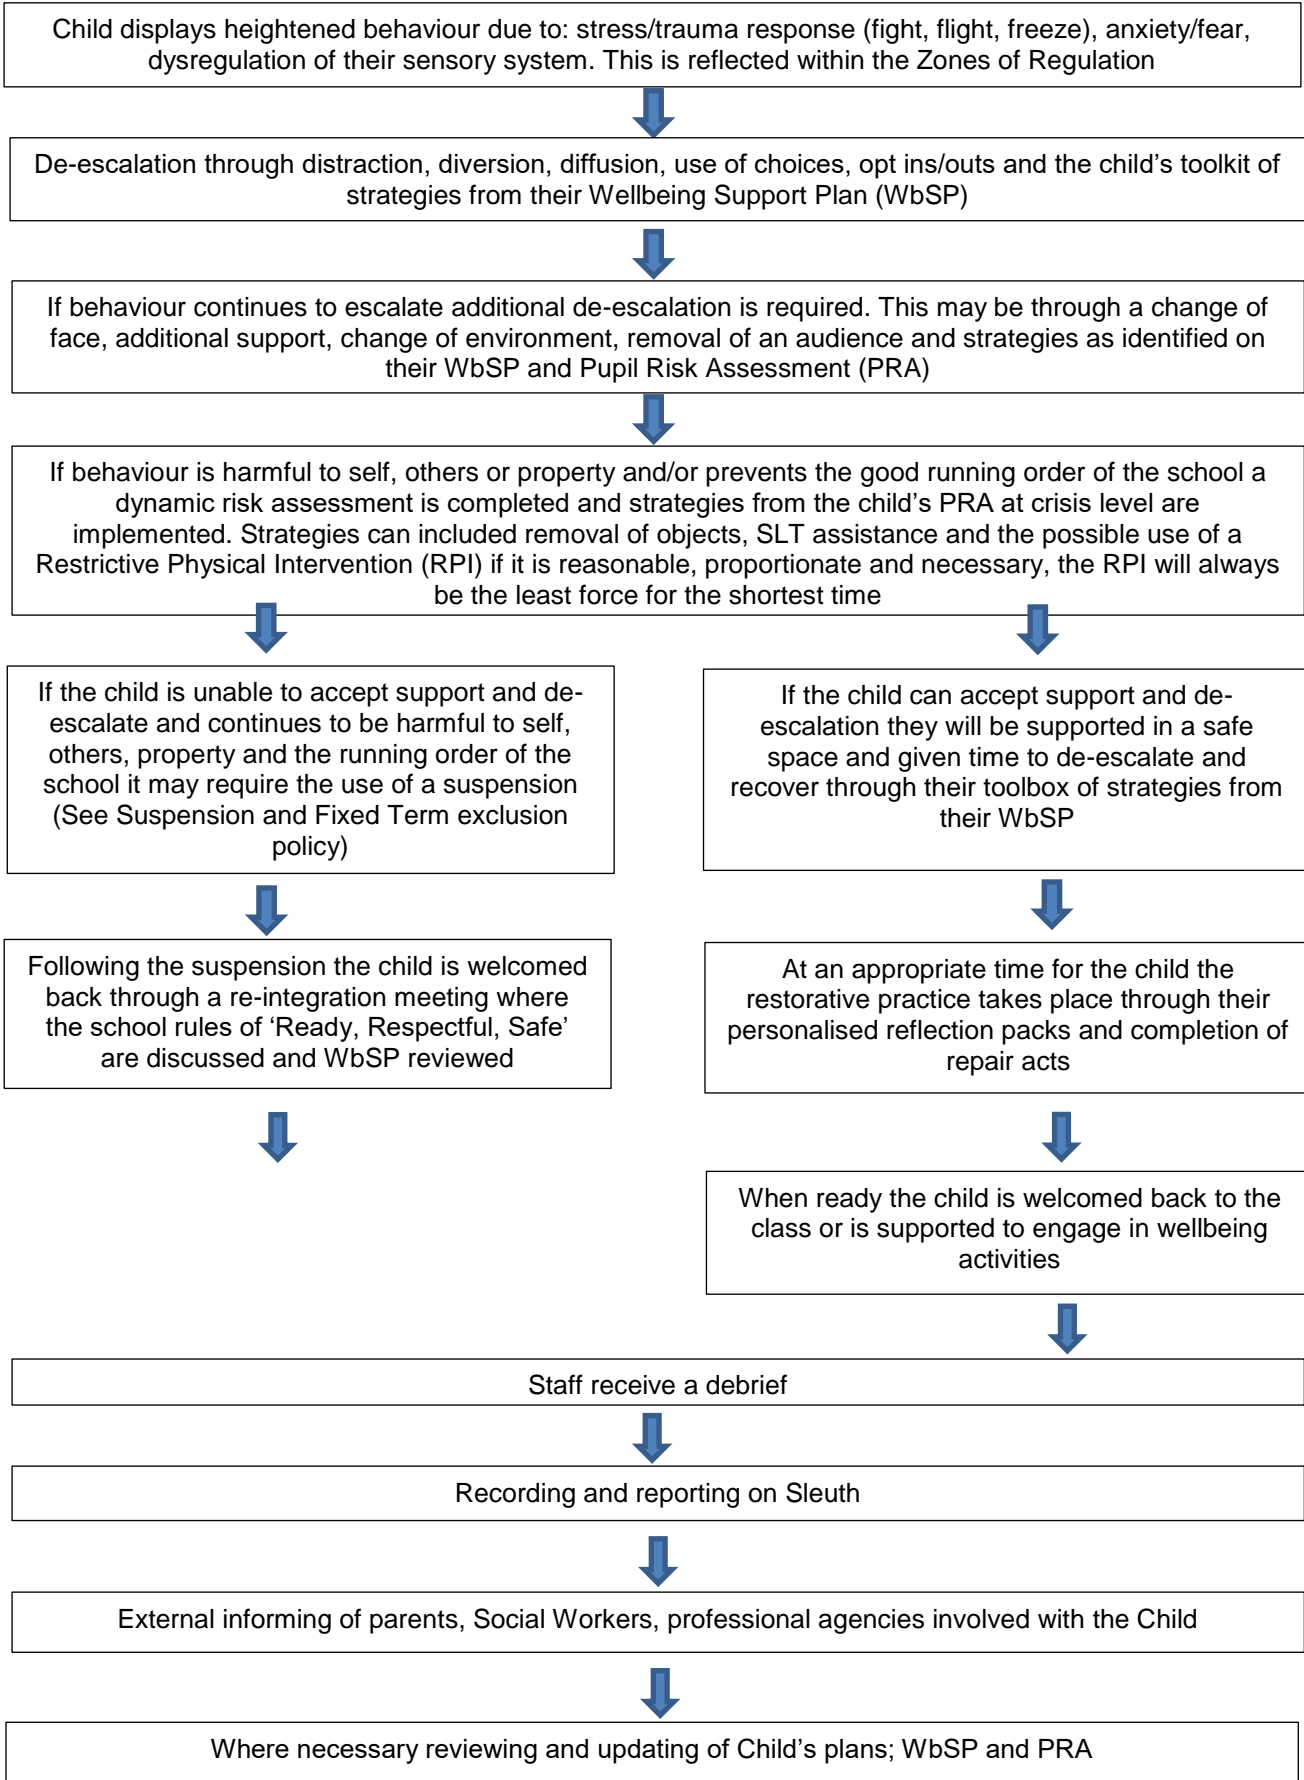 Child displays heightened behaviour due to: stress/trauma response (fight, flight, freeze), anxiety/fear,
dysregulation of their sensory system. This is reflected within the Zones of Regulation
De-escalation through distraction, diversion, diffusion, use of choices, opt ins/outs and the child’s toolkit of
strategies from their Wellbeing Support Plan (WbSP)
If behaviour continues to escalate additional de-escalation is required. This may be through a change of
face, additional support, change of environment, removal of an audience and strategies as identified on
their WbSP and Pupil Risk Assessment (PRA)
If behaviour is harmful to self, others or property and/or prevents the good running order of the school a
dynamic risk assessment is completed and strategies from the child’s PRA at crisis level are
implemented. Strategies can included removal of objects, SLT assistance and the possible use of a
Restrictive Physical Intervention (RPI) if it is reasonable, proportionate and necessary, the RPI will always
be the least force for the shortest time
If the child is unable to accept support and de-
escalate and continues to be harmful to self,
others, property and the running order of the
school it may require the use of a suspension
(See Suspension and Fixed Term exclusion
policy)
Following the suspension the child is welcomed
back through a re-integration meeting where
the school rules of ‘Ready, Respectful, Safe’
are discussed and WbSP reviewed
If the child can accept support and de-
escalation they will be supported in a safe
space and given time to de-escalate and
recover through their toolbox of strategies from
their WbSP
At an appropriate time for the child the
restorative practice takes place through their
personalised reflection packs and completion of
repair acts
When ready the child is welcomed back to the
class or is supported to engage in wellbeing
activities
Staff receive a debrief
Recording and reporting on Sleuth
External informing of parents, Social Workers, professional agencies involved with the Child
Where necessary reviewing and updating of Child’s plans; WbSP and PRA